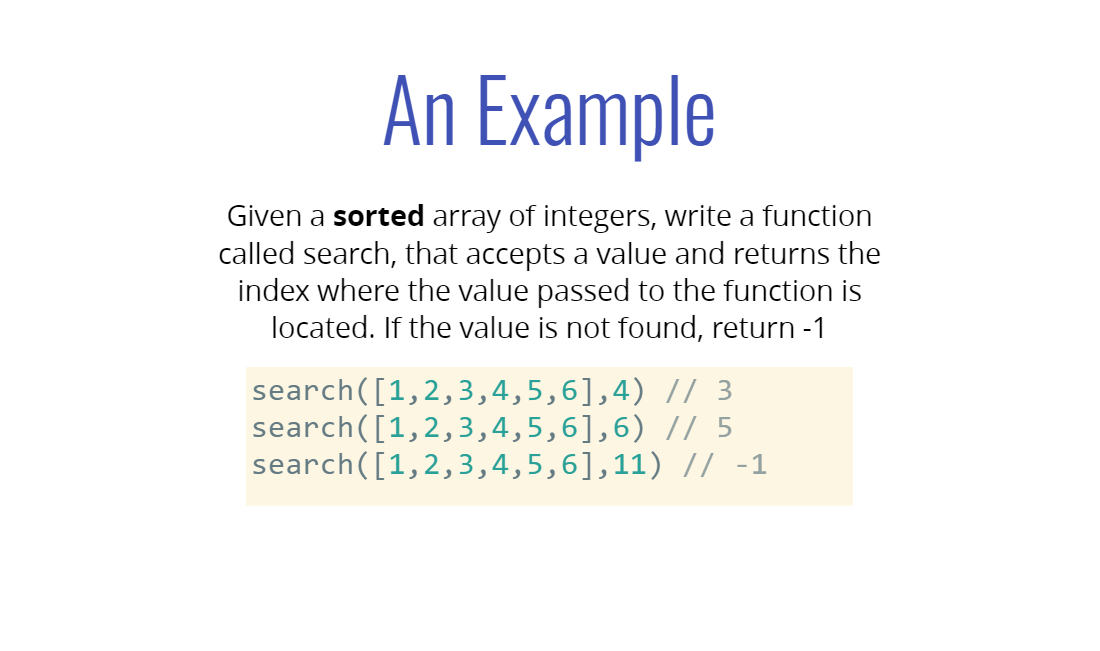 An Example
Given a sorted array of integers, write a function
called search, that accepts a value and returns the
index where the value passed to the function is
located. If the value is not found, return -1
search([1,2,3,4,5,6],4) // 3
search([1,2,3,4,5,6],6) // 5
search([1,2,3,4,5,6],11) // -1